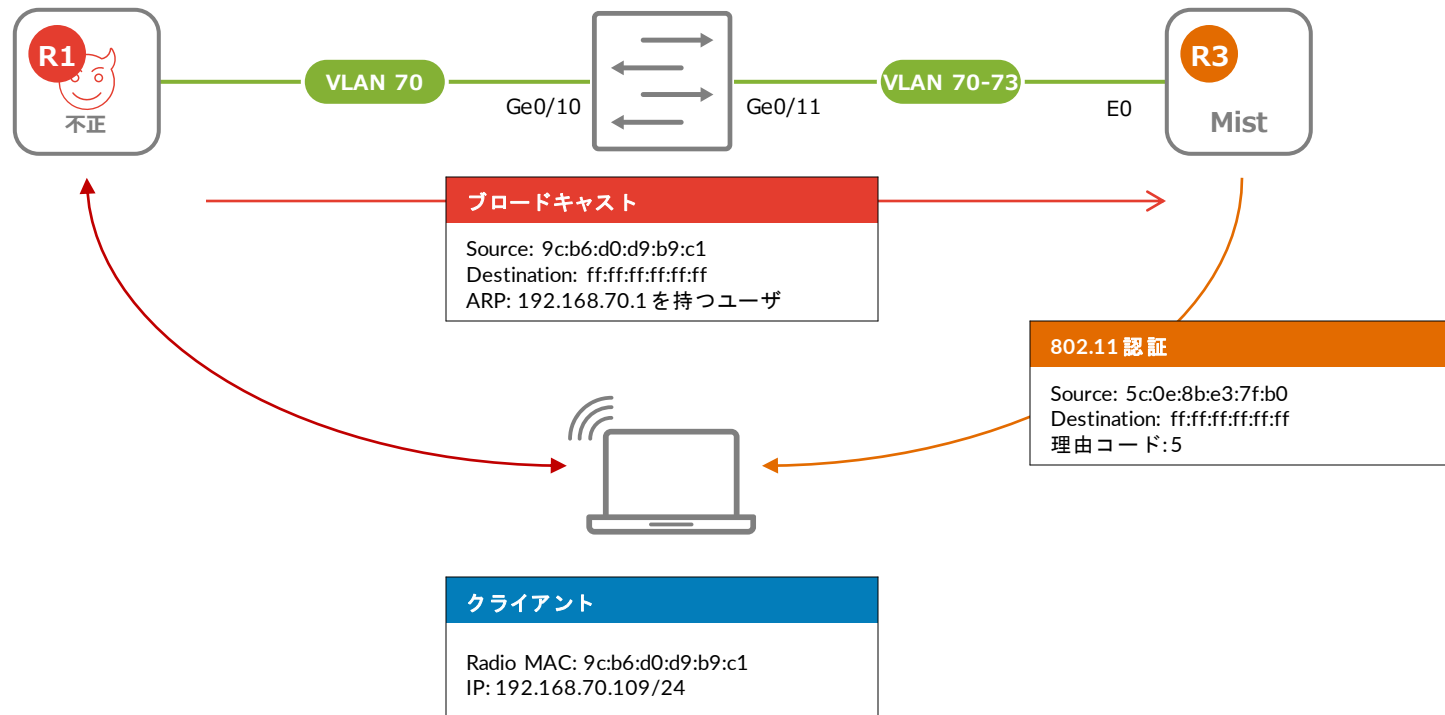 R1
不正
VLAN 70
Ge0/10
Ge0/11
VLAN 70-73
E0
R3
Mist
ブロードキャスト
Source: 9c:b6:d0:d9:b9:c1
Destination: ff:ff:ff:ff:ff:ff
ARP: 192.168.70.1を持つユーザ
802.11認証
Source: 5c:0e:8b:e3:7f:b0
Destination: ff:ff:ff:ff:ff:ff
理由コード:5
クライアント
Radio MAC: 9c:b6:d0:d9:b9:c1
IP: 192.168.70.109/24